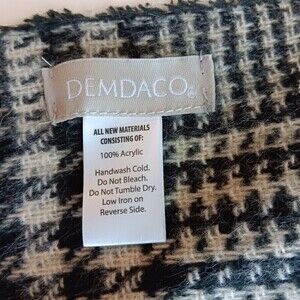 DEMDACO®
ALL NEW MATERIALS
CONSISTING OF:
100% Acrylic
Handwash Cold.
Do Not Bleach.
Do Not Tumble Dry.
Low Iron on
Reverse Side.